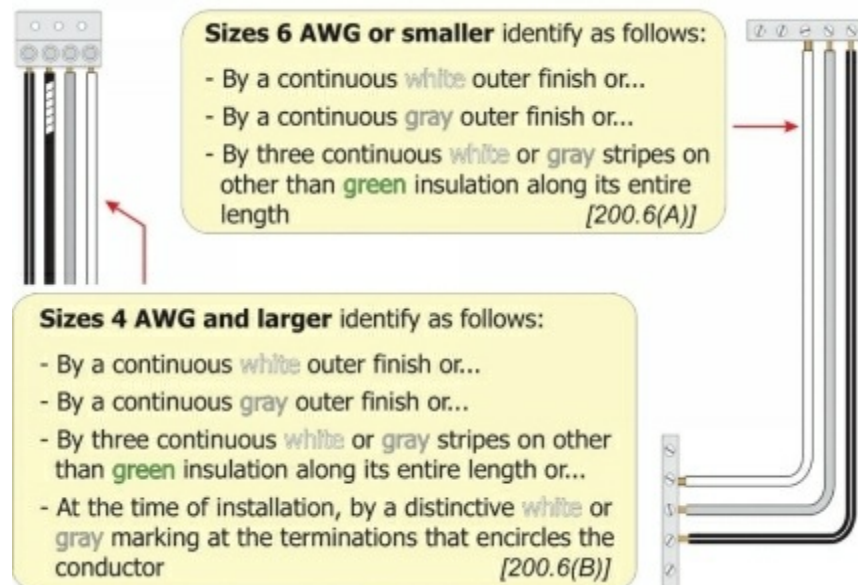 Sizes 6 AWG or smaller identify as follows:
- By a continuous white outer finish or...
- By a continuous gray outer finish or...
- By three continuous white or gray stripes on
other than green insulation along its entire
length [200.6(A)]
Sizes 4 AWG and larger identify as follows:
- By a continuous white outer finish or...
- By a continuous gray outer finish or...
- By three continuous white or gray stripes on other
than green insulation along its entire length or...
- At the time of installation, by a distinctive white or
gray marking at the terminations that encircles the
conductor [200.6(B)]